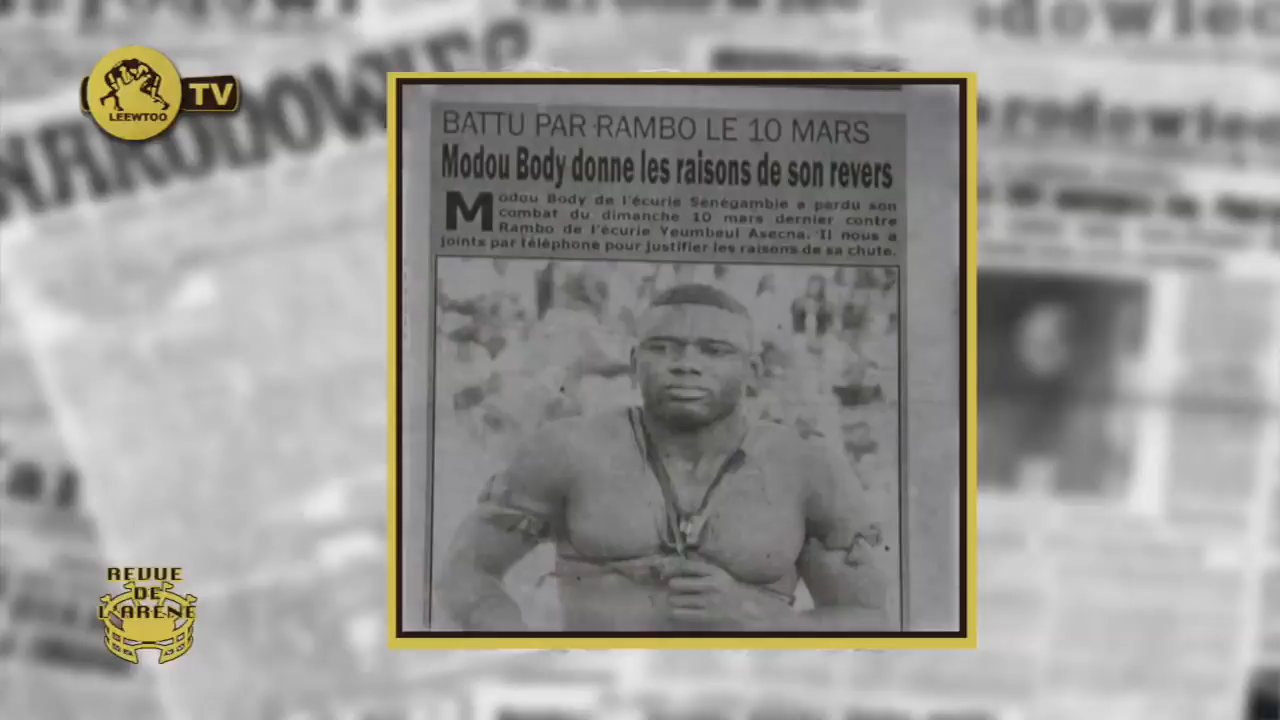 LEEWTOO
TV
NARODOWIEC
BATTU PAR RAMBO LE 10 MARS
Modou Body donne les raisons de son revers
Modou Body de l'écurie Sénégambie a perdu son
combat du dimanche 10 mars dernier contre
Rambo de l'écurie Yeumbeul Asecna. Il nous a
joints par téléphone pour justifier les raisons de sa chute.
REVUE
DE
L'ARENE